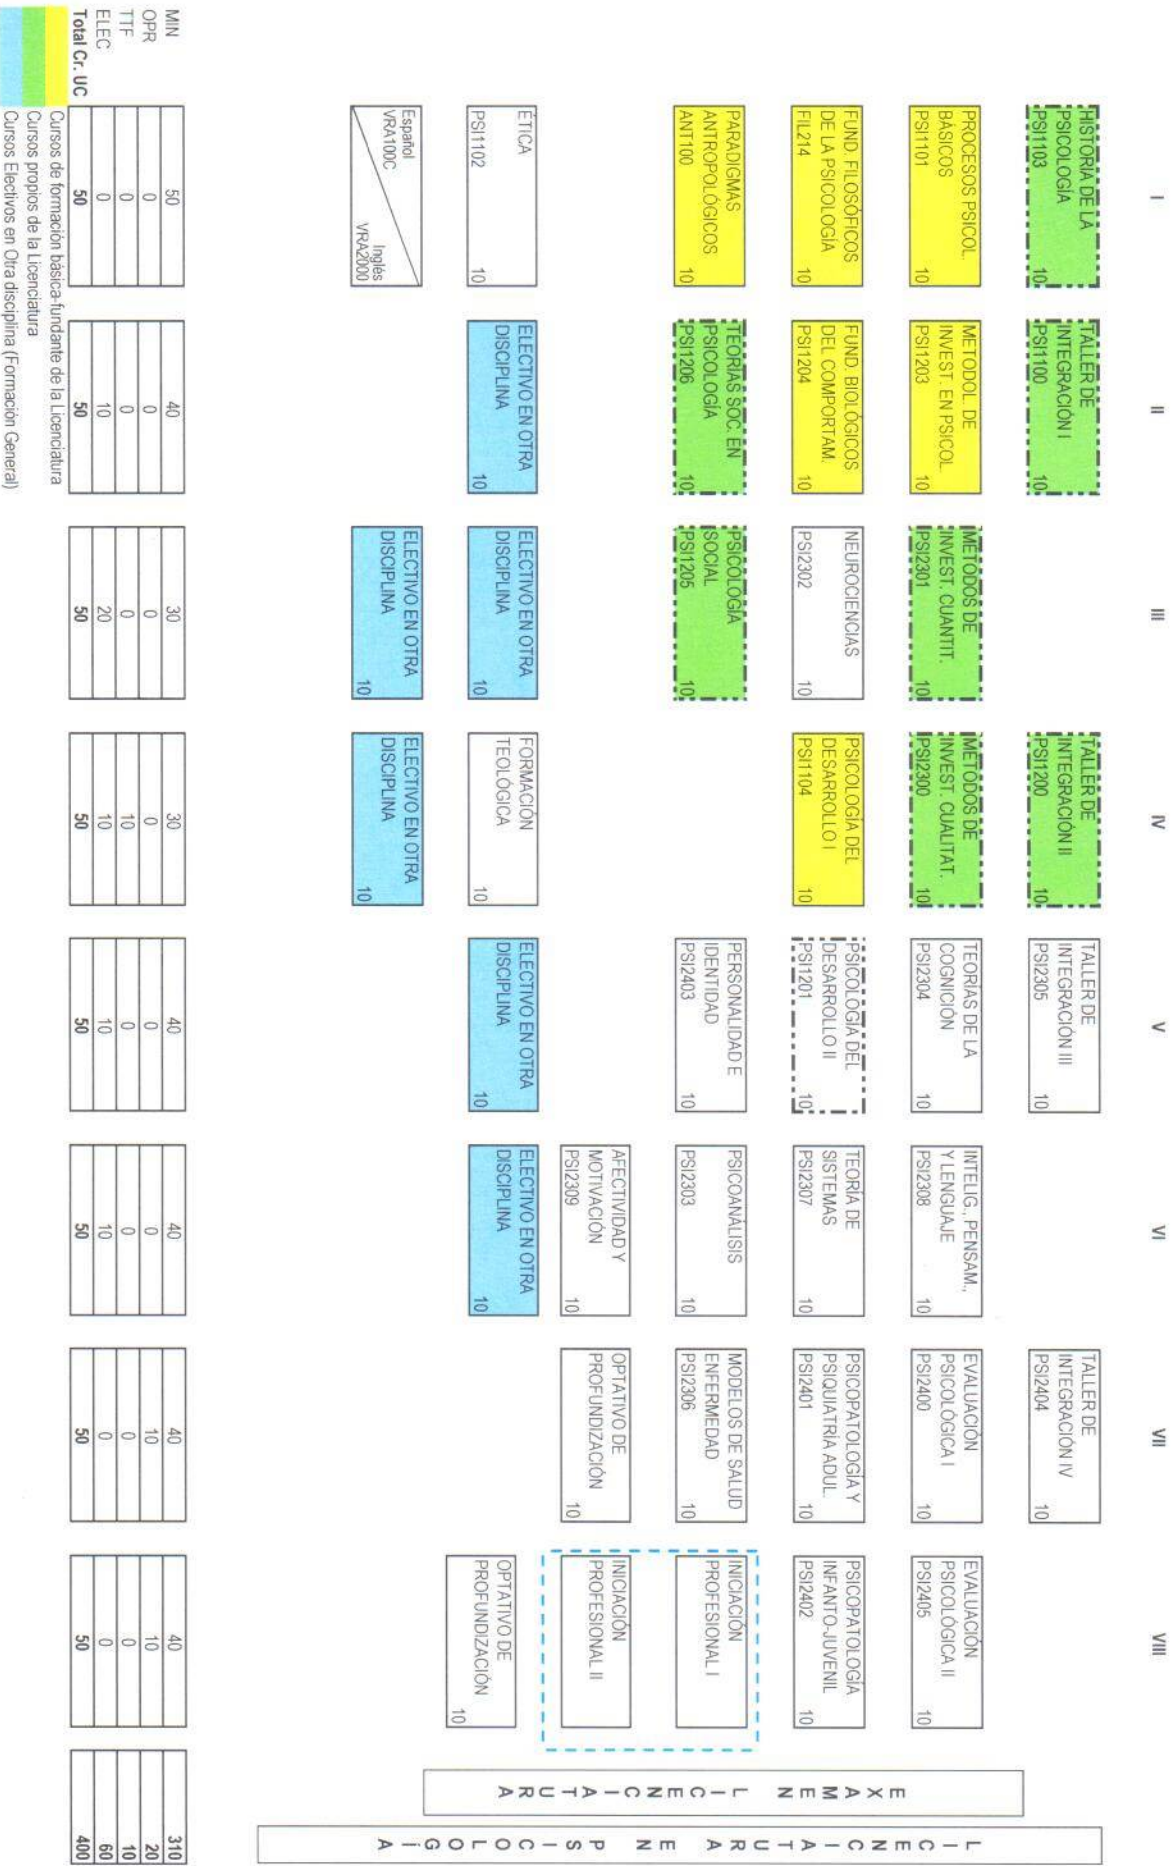 I
II
III
IV
V
VI
VII
VIII
HISTORIA DE LA
PSICOLOGÍA
PSI1103 10
TALLER DE
INTEGRACIÓN I
PSI1100 10
TALLER DE
INTEGRACIÓN II
PSI1200 10
TALLER DE
INTEGRACIÓN III
PSI2305 10
TALLER DE
INTEGRACIÓN IV
PSI2404 10
PROCESOS PSICOL.
BÁSICOS
PSI1101 10
METODOL. DE
INVEST. EN PSICOL.
PSI1203 10
MÉTODOS DE
INVEST. CUANTIT.
PSI2301 10
MÉTODOS DE
INVEST. CUALITAT.
PSI2300 10
TEORÍAS DE LA
COGNICIÓN
PSI2304 10
INTELIG., PENSAM.,
Y LENGUAJE
PSI2308 10
EVALUACIÓN
PSICOLÓGICA I
PSI2400 10
EVALUACIÓN
PSICOLÓGICA II
PSI2405 10
FUND. FILOSÓFICOS
DE LA PSICOLOGÍA
FIL214 10
FUND. BIOLÓGICOS
DEL COMPORTAM.
PSI1204 10
NEUROCIENCIAS
PSI2302 10
PSICOLOGÍA DEL
DESARROLLO I
PSI1104 10
PSICOLOGÍA DEL
DESARROLLO II
PSI1201 10
TEORÍA DE
SISTEMAS
PSI2307 10
PSICOPATOLOGÍA Y
PSIQUIATRÍA ADUL.
PSI2401 10
PSICOPATOLOGÍA
INFANTO-JUVENIL
PSI2402 10
PARADIGMAS
ANTROPOLÓGICOS
ANT100 10
TEORÍAS SOC. EN
PSICOLOGÍA
PSI1206 10
PSICOLOGÍA
SOCIAL
PSI1205 10
PERSONALIDAD E
IDENTIDAD
PSI2403 10
PSICOANÁLISIS
PSI2303 10
MODELOS DE SALUD
ENFERMEDAD
PSI2306 10
INICIACIÓN
PROFESIONAL I
AFECTIVIDAD Y
MOTIVACIÓN
PSI2309 10
OPTATIVO DE
PROFUNDIZACIÓN
10
INICIACIÓN
PROFESIONAL II
ÉTICA
PSI1102 10
ELECTIVO EN OTRA
DISCIPLINA
10
ELECTIVO EN OTRA
DISCIPLINA
10
FORMACIÓN
TEOLÓGICA
10
ELECTIVO EN OTRA
DISCIPLINA
10
ELECTIVO EN OTRA
DISCIPLINA
10
OPTATIVO DE
PROFUNDIZACIÓN
10
Español
VRA100C
Inglés
VRA2000
ELECTIVO EN OTRA
DISCIPLINA
10
ELECTIVO EN OTRA
DISCIPLINA
10
EXAMEN LICENCIATURA
LICENCIATURA EN PSICOLOGÍA
MIN 50 40 30 30 40 40 40 40 310
OPR 0 0 0 0 0 0 10 10 20
TTF 0 0 0 10 0 0 0 0 10
ELEC 0 10 20 10 10 10 0 0 60
Total Cr. UC 50 50 50 50 50 50 50 50 400
Cursos de formación básica-fundante de la Licenciatura
Cursos propios de la Licenciatura
Cursos Electivos en Otra disciplina (Formación General)